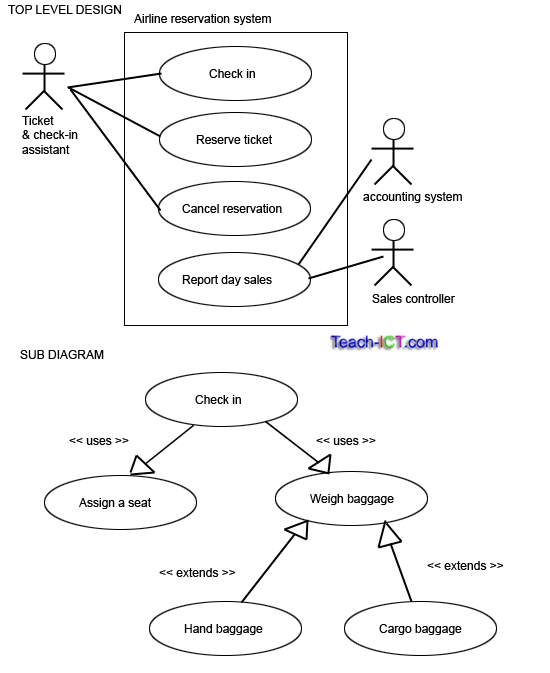 TOP LEVEL DESIGN
Airline reservation system
Check in
Ticket
& check-in
assistant
Reserve ticket
accounting system
Cancel reservation
Report day sales
Sales controller
Teach-ICT.com
SUB DIAGRAM
Check in
<< uses >>
<< uses >>
Assign a seat
Weigh baggage
<< extends >>
<< extends >>
Hand baggage
Cargo baggage